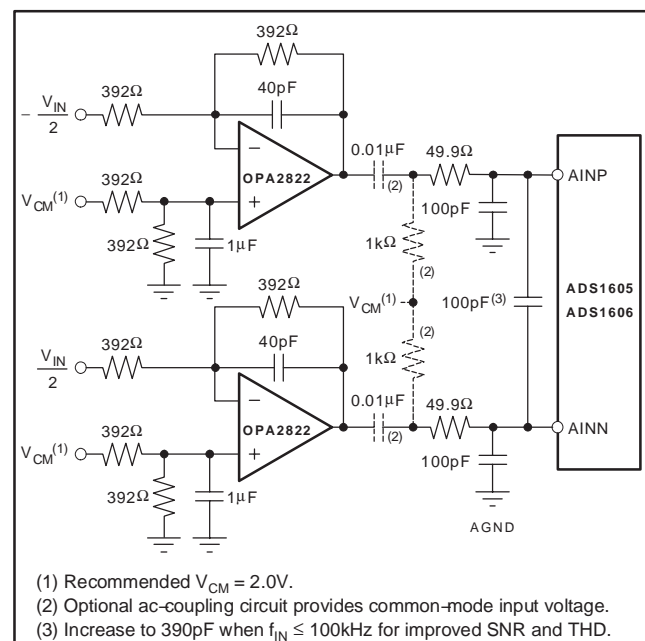 392Ω
40pF
392Ω
− V_IN
2
OPA2822
392Ω
V_CM(1)
392Ω
1μF
0.01μF
(2)
49.9Ω
AINP
100pF
1kΩ
(2)
V_CM(1)
100pF(3)
ADS1605
ADS1606
392Ω
40pF
392Ω
V_IN
2
OPA2822
392Ω
V_CM(1)
392Ω
1μF
(2)
1kΩ
0.01μF
(2)
49.9Ω
AINN
100pF
AGND
(1) Recommended V_CM = 2.0V.
(2) Optional ac-coupling circuit provides common-mode input voltage.
(3) Increase to 390pF when f_IN ≤ 100kHz for improved SNR and THD.